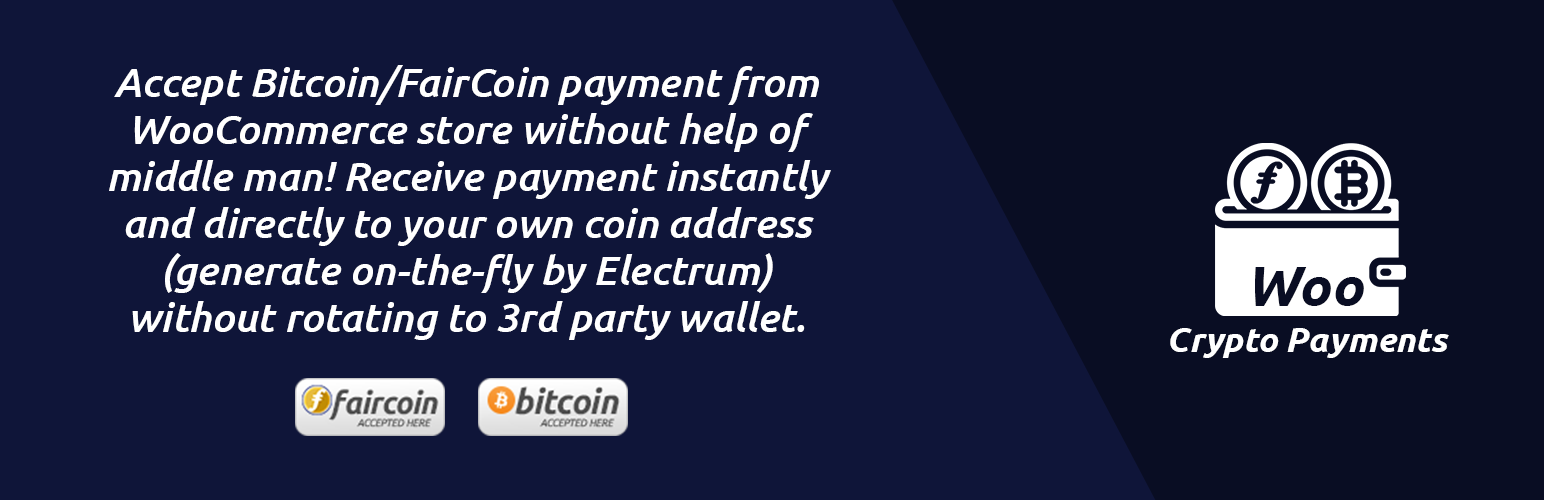 Accept Bitcoin/FairCoin payment from
WooCommerce store without help of
middle man! Receive payment instantly
and directly to your own coin address
(generate on-the-fly by Electrum)
without rotating to 3rd party wallet.
faircoin
ACCEPTED HERE
bitcoin
ACCEPTED HERE
Woo
Crypto Payments